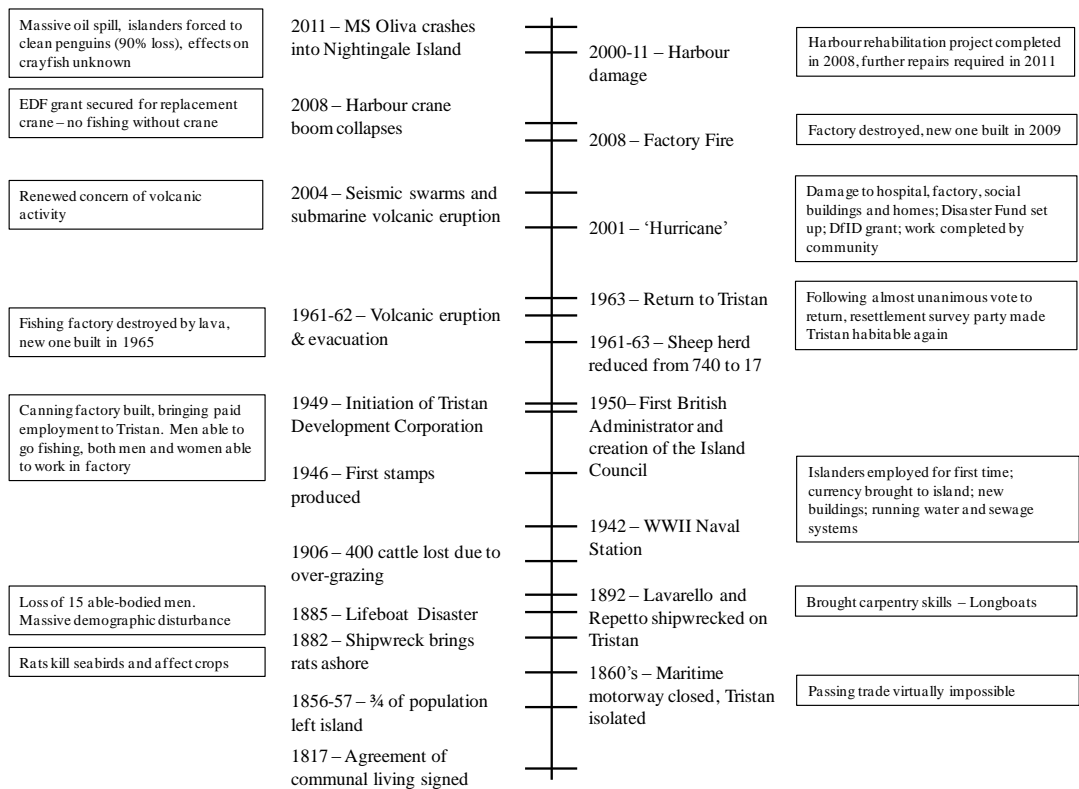 Massive oil spill, islanders forced to
clean penguins (90% loss), effects on
crayfish unknown
2011 – MS Oliva crashes
into Nightingale Island
2000-11 – Harbour
damage
Harbour rehabilitation project completed
in 2008, further repairs required in 2011
EDF grant secured for replacement
crane – no fishing without crane
2008 – Harbour crane
boom collapses
2008 – Factory Fire
Factory destroyed, new one built in 2009
Renewed concern of volcanic
activity
2004 – Seismic swarms and
submarine volcanic eruption
2001 – ‘Hurricane’
Damage to hospital, factory, social
buildings and homes; Disaster Fund set
up; DfID grant; work completed by
community
1963 – Return to Tristan
Following almost unanimous vote to
return, resettlement survey party made
Tristan habitable again
Fishing factory destroyed by lava,
new one built in 1965
1961-62 – Volcanic eruption
& evacuation
1961-63 – Sheep herd
reduced from 740 to 17
Canning factory built, bringing paid
employment to Tristan. Men able to
go fishing, both men and women able
to work in factory
1949 – Initiation of Tristan
Development Corporation
1950– First British
Administrator and
creation of the Island
Council
1946 – First stamps
produced
Islanders employed for first time;
currency brought to island; new
buildings; running water and sewage
systems
1942 – WWII Naval
Station
1906 – 400 cattle lost due to
over-grazing
Loss of 15 able-bodied men.
Massive demographic disturbance
1885 – Lifeboat Disaster
1892 – Lavarello and
Repetto shipwrecked on
Tristan
Brought carpentry skills – Longboats
1882 – Shipwreck brings
rats ashore
Rats kill seabirds and affect crops
1860’s – Maritime
motorway closed, Tristan
isolated
Passing trade virtually impossible
1856-57 – ¾ of population
left island
1817 – Agreement of
communal living signed